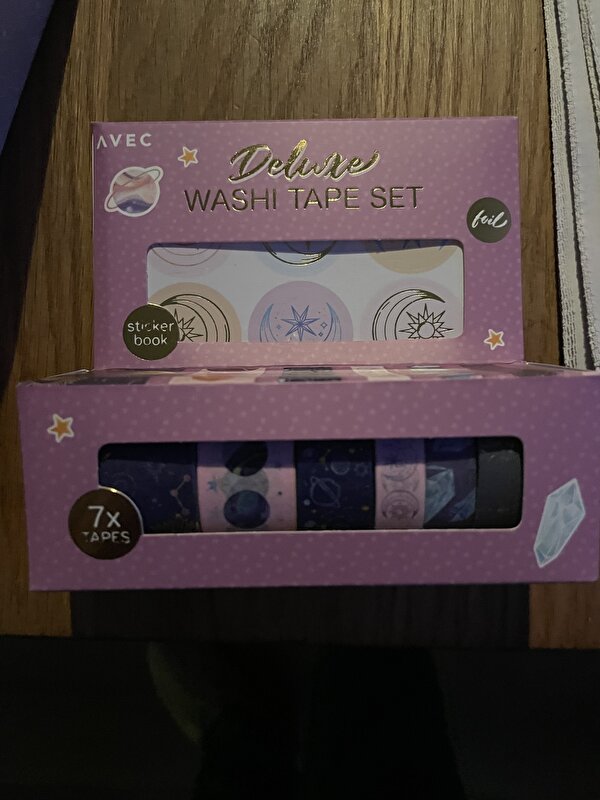 AVEC
Deluxe
WASHI TAPE SET
foil
sticker
book
7x
TAPES